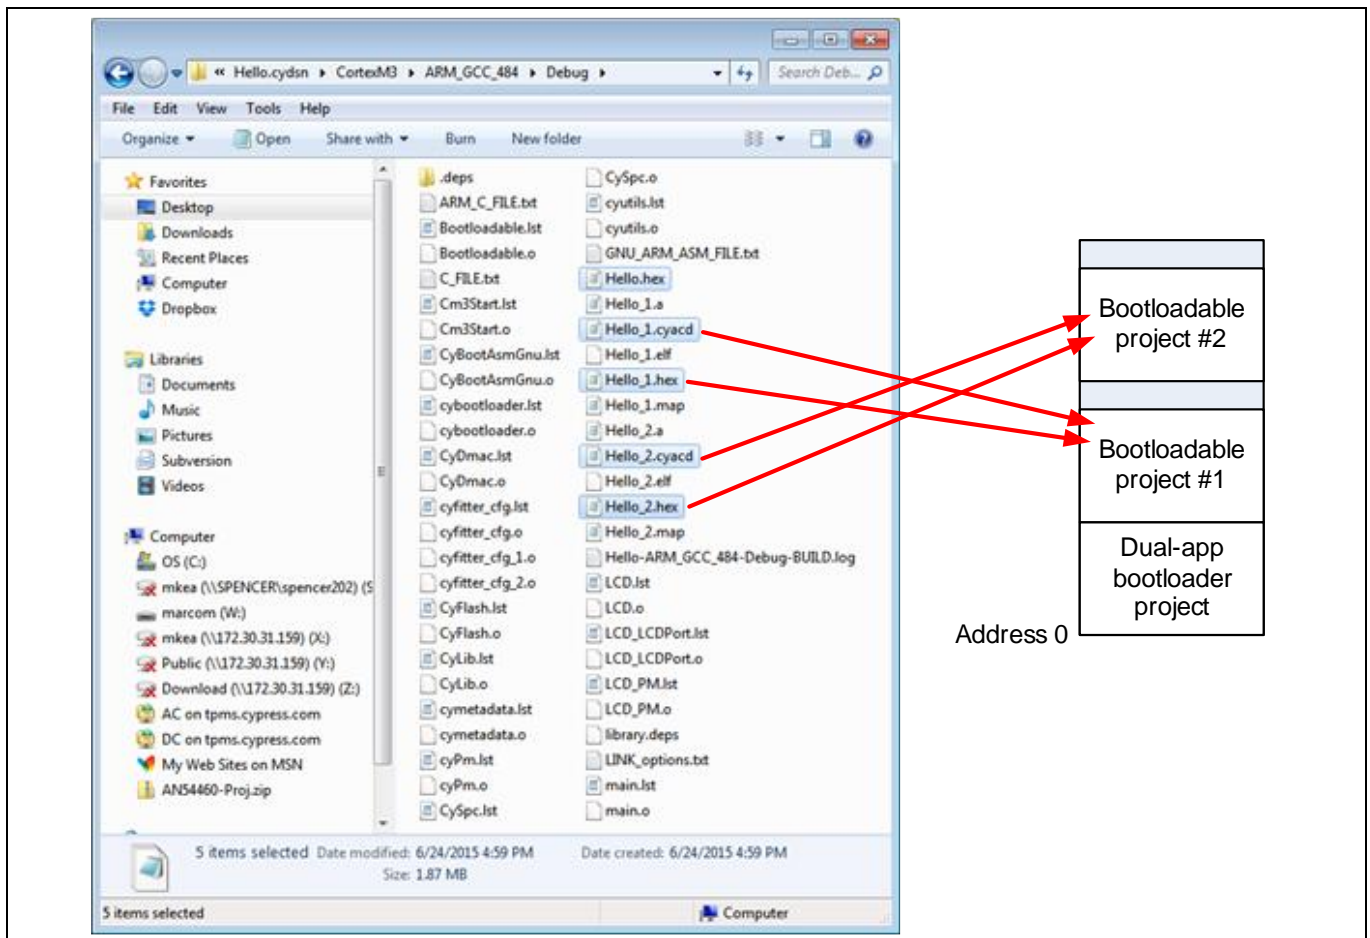 « Hello.cydsn ▸ CortexM3 ▸ ARM_GCC_484 ▸ Debug ▸
Search Deb...
File Edit View Tools Help
Organize Open Share with Burn New folder
Favorites
Desktop
Downloads
Recent Places
Computer
Dropbox
Libraries
Documents
Music
Pictures
Subversion
Videos
Computer
OS (C:)
mkea (\\SPENCER\spencer202) (S
marcom (W:)
mkea (\\172.30.31.159) (X:)
Public (\\172.30.31.159) (Y:)
Download (\\172.30.31.159) (Z:)
AC on tpms.cypress.com
DC on tpms.cypress.com
My Web Sites on MSN
AN54460-Proj.zip
.deps
ARM_C_FILE.txt
Bootloadable.lst
Bootloadable.o
C_FILE.txt
Cm3Start.lst
Cm3Start.o
CyBootAsmGnu.lst
CyBootAsmGnu.o
cybootloader.lst
cybootloader.o
CyDmac.lst
CyDmac.o
cyfitter_cfg.lst
cyfitter_cfg.o
cyfitter_cfg_1.o
cyfitter_cfg_2.o
CyFlash.lst
CyFlash.o
CyLib.lst
CyLib.o
cymetadata.lst
cymetadata.o
cyPm.lst
cyPm.o
CySpc.lst
CySpc.o
cyutils.lst
cyutils.o
GNU_ARM_ASM_FILE.txt
Hello.hex
Hello_1.a
Hello_1.cyacd
Hello_1.elf
Hello_1.hex
Hello_1.map
Hello_2.a
Hello_2.cyacd
Hello_2.elf
Hello_2.hex
Hello_2.map
Hello-ARM_GCC_484-Debug-BUILD.log
LCD.lst
LCD.o
LCD_LCDPort.lst
LCD_LCDPort.o
LCD_PM.lst
LCD_PM.o
library.deps
LINK_options.txt
main.lst
main.o
5 items selected Date modified: 6/24/2015 4:59 PM Date created: 6/24/2015 4:59 PM
Size: 1.87 MB
5 items selected
Computer
Bootloadable
project #2
Bootloadable
project #1
Dual-app
bootloader
project
Address 0